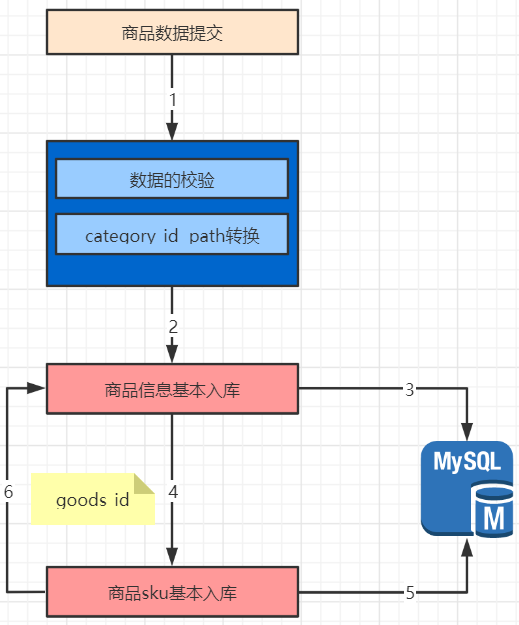 商品数据提交
1
数据的校验
category id path转换
2
商品信息基本入库
3
MySQL
M
6
goods id
4
商品sku基本入库
5